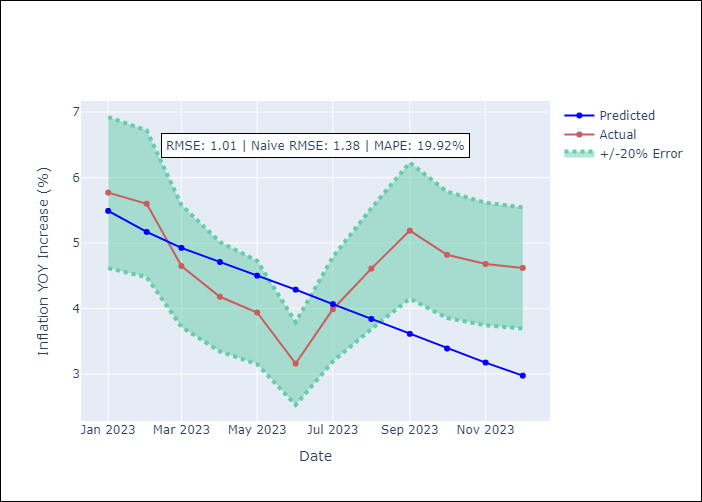 RMSE: 1.01 | Naive RMSE: 1.38 | MAPE: 19.92%
Predicted
Actual
+/-20% Error
Inflation YOY Increase (%)
7
6
5
4
3
Jan 2023
Mar 2023
May 2023
Jul 2023
Sep 2023
Nov 2023
Date